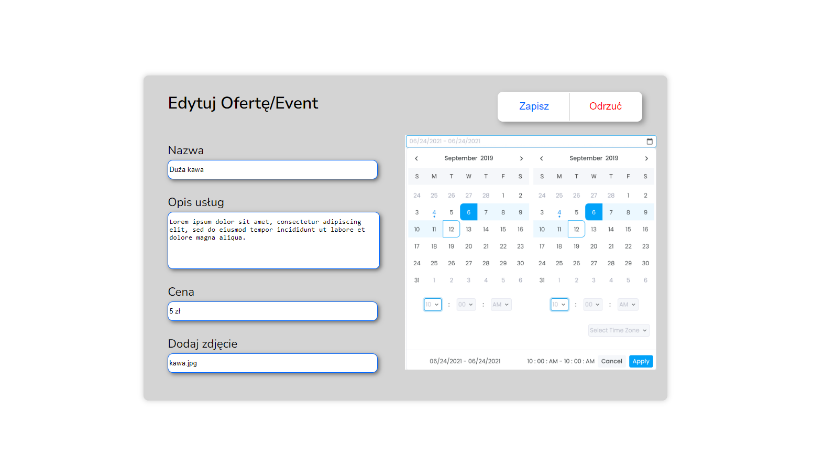 Edytuj Ofertę/Event
Zapisz
Odrzuć
Nazwa
Duża kawa
Opis usług
Lorem ipsum dolor sit amet, consectetur adipiscing
elit, sed do eiusmod tempor incididunt ut labore et
dolore magna aliqua.
Cena
5 zł
Dodaj zdjęcie
kawa.jpg
06/24/2021 - 06/24/2021
September 2019
S M T W T F S
24 25 26 27 28 1 2
3 4 5 6 7 8 9
10 11 12 13 14 15 16
17 18 19 20 21 22 23
24 25 26 27 28 29 30
31 1 2 3 4 5 6
10 : 00 : AM
September 2019
S M T W T F S
24 25 26 27 28 1 2
3 4 5 6 7 8 9
10 11 12 13 14 15 16
17 18 19 20 21 22 23
24 25 26 27 28 29 30
31 1 2 3 4 5 6
10 : 00 : AM
Select Time Zone
06/24/2021 - 06/24/2021
10 : 00 : AM - 10 : 00 : AM
Cancel
Apply